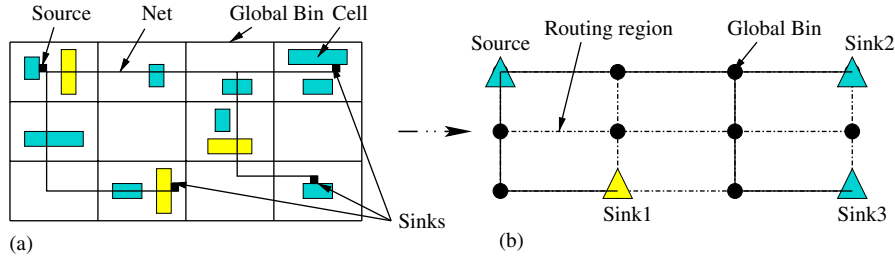 Source
Net
Global Bin
Cell
Sinks
(a)
Source
Routing region
Global Bin
Sink2
Sink1
Sink3
(b)